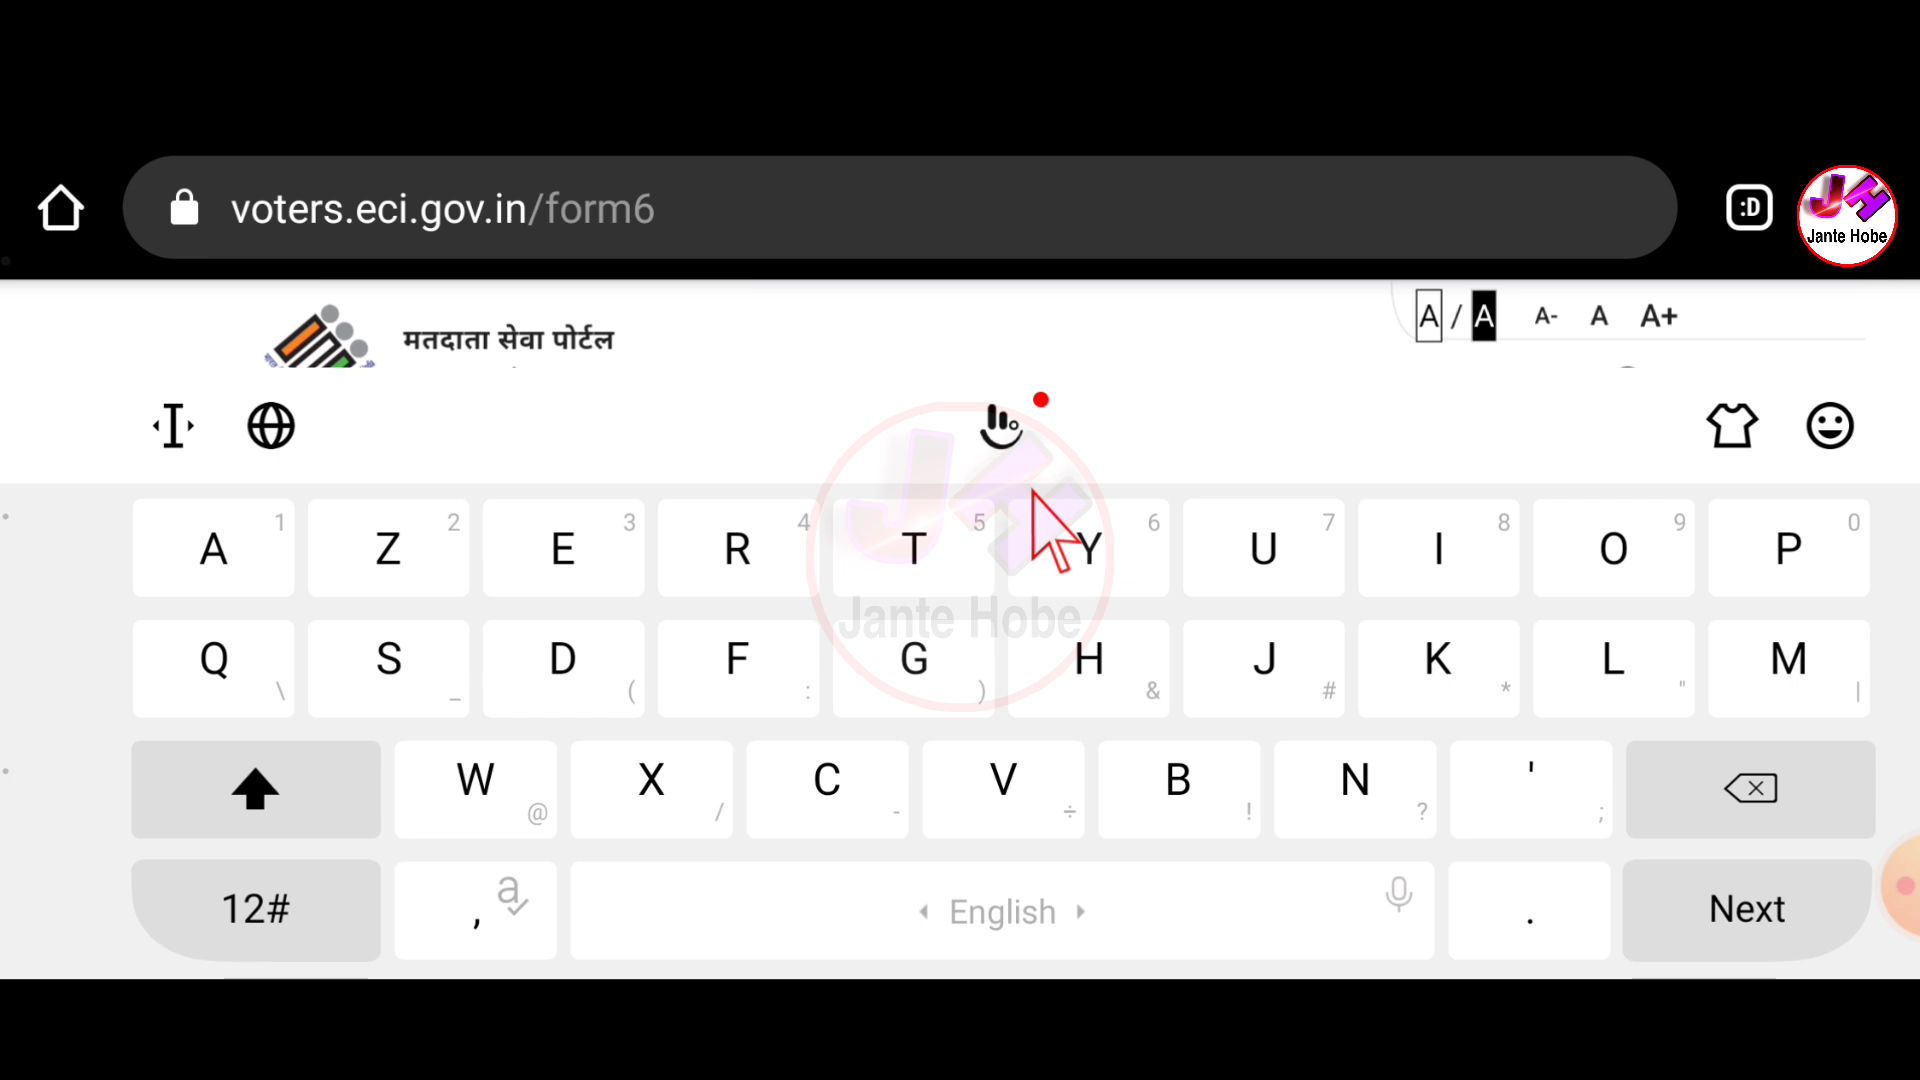 voters.eci.gov.in/form6
:D
Jante Hobe
मतदाता सेवा पोर्टल
A / A A- A A+
A 1 Z 2 E 3 R 4 T 5 Y 6 U 7 I 8 O 9 P 0
Jante Hobe
Q \ S _ D ( F : G ) H & J # K * L " M |
W @ X / C - V ÷ B ! N ? ' ;
12# , a English . Next